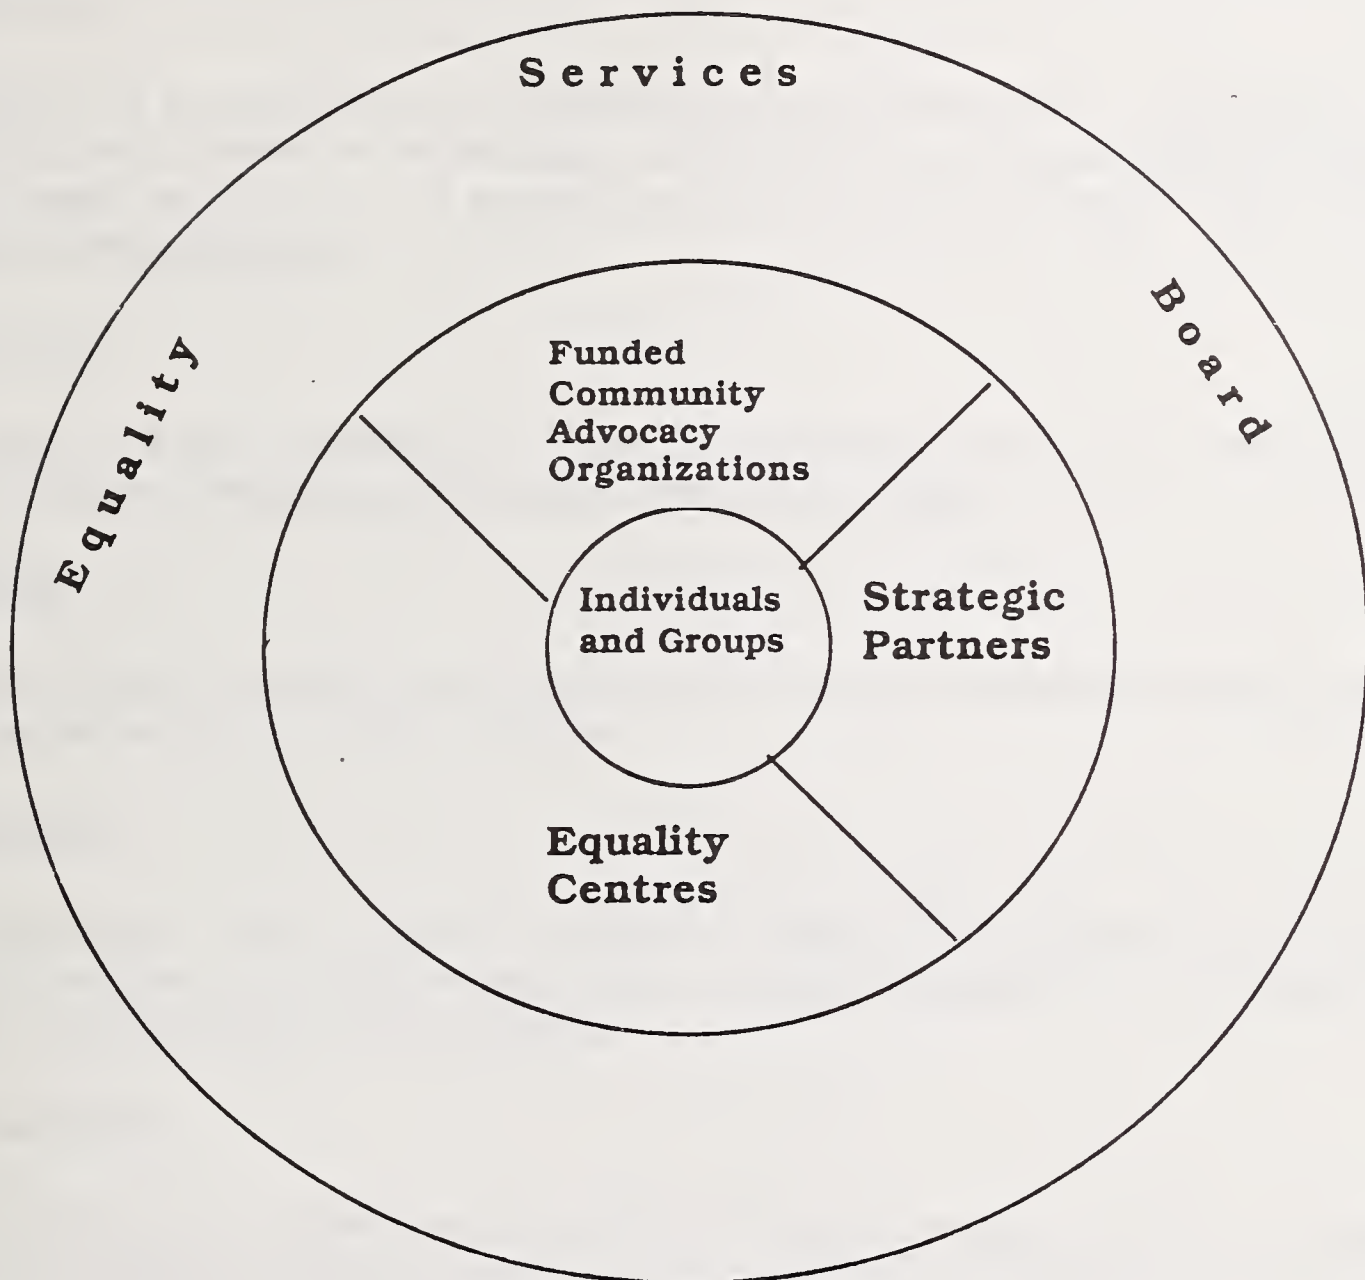 Services
Equality
Board
Funded
Community
Advocacy
Organizations
Individuals
and Groups
Strategic
Partners
Equality
Centres